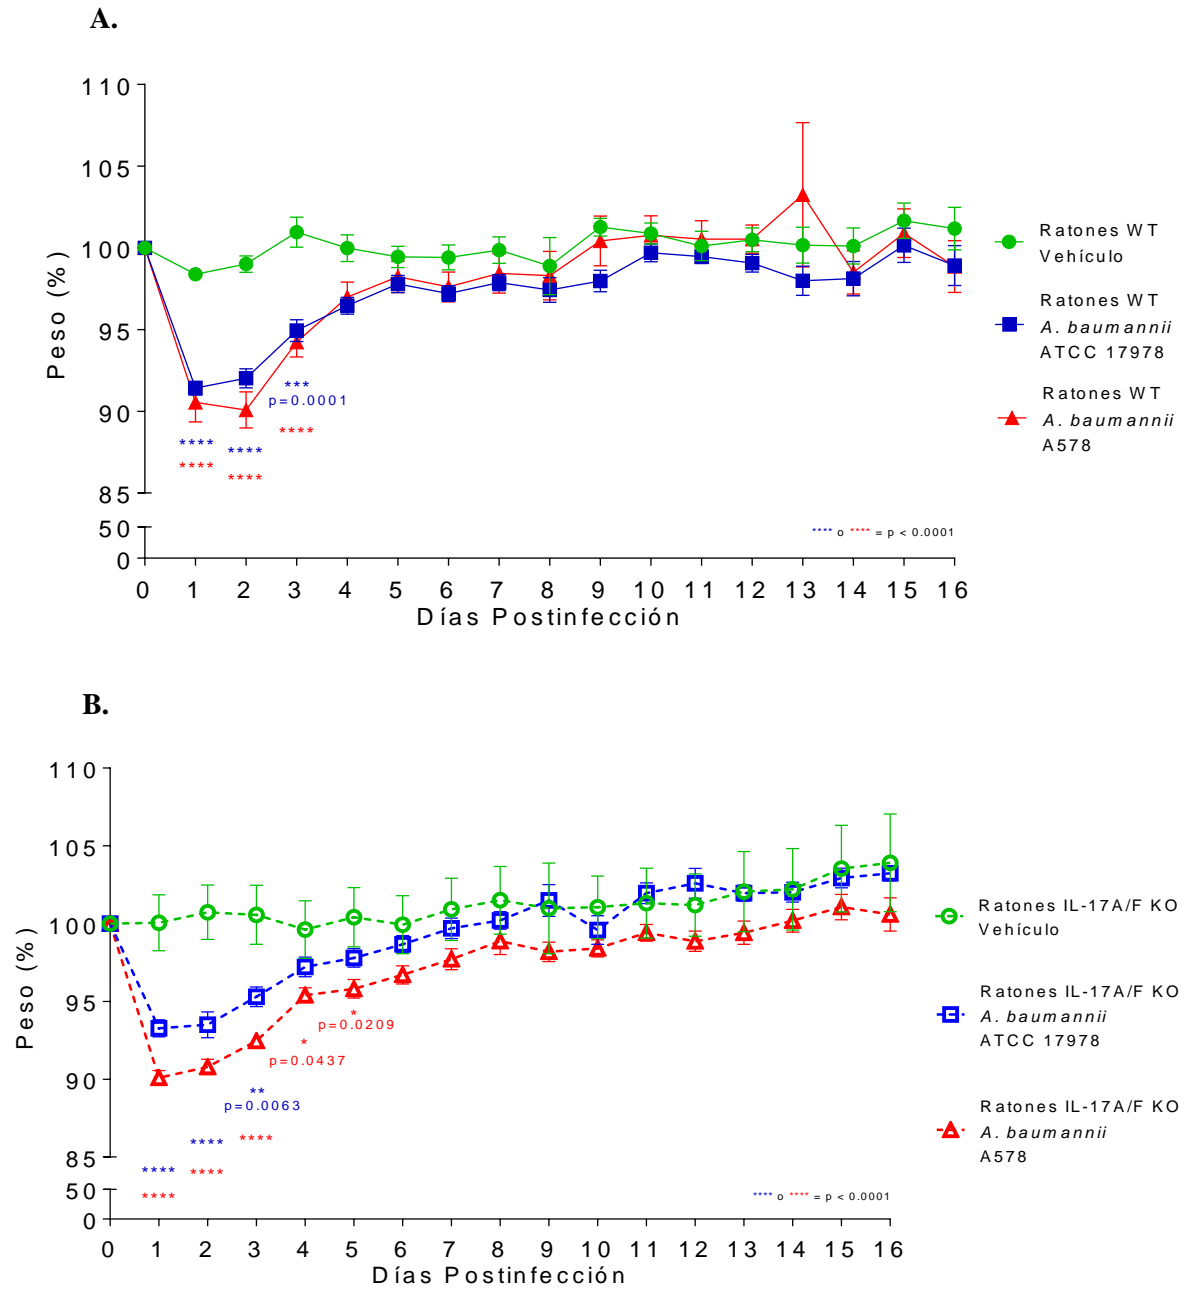 A.
110
105
100
95
90
85
50
0
Peso (%)
***
p=0.0001
****
****
****
****
****
**** o **** = p < 0.0001
0 1 2 3 4 5 6 7 8 9 10 11 12 13 14 15 16
Días Postinfección
Ratones WT
Vehículo
Ratones WT
A. baumannii
ATCC 17978
Ratones WT
A. baumannii
A578
B.
110
105
100
95
90
85
50
0
Peso (%)
*
p=0.0209
*
p=0.0437
**
p=0.0063
****
****
****
****
****
**** o **** = p < 0.0001
0 1 2 3 4 5 6 7 8 9 10 11 12 13 14 15 16
Días Postinfección
Ratones IL-17A/F KO
Vehículo
Ratones IL-17A/F KO
A. baumannii
ATCC 17978
Ratones IL-17A/F KO
A. baumannii
A578